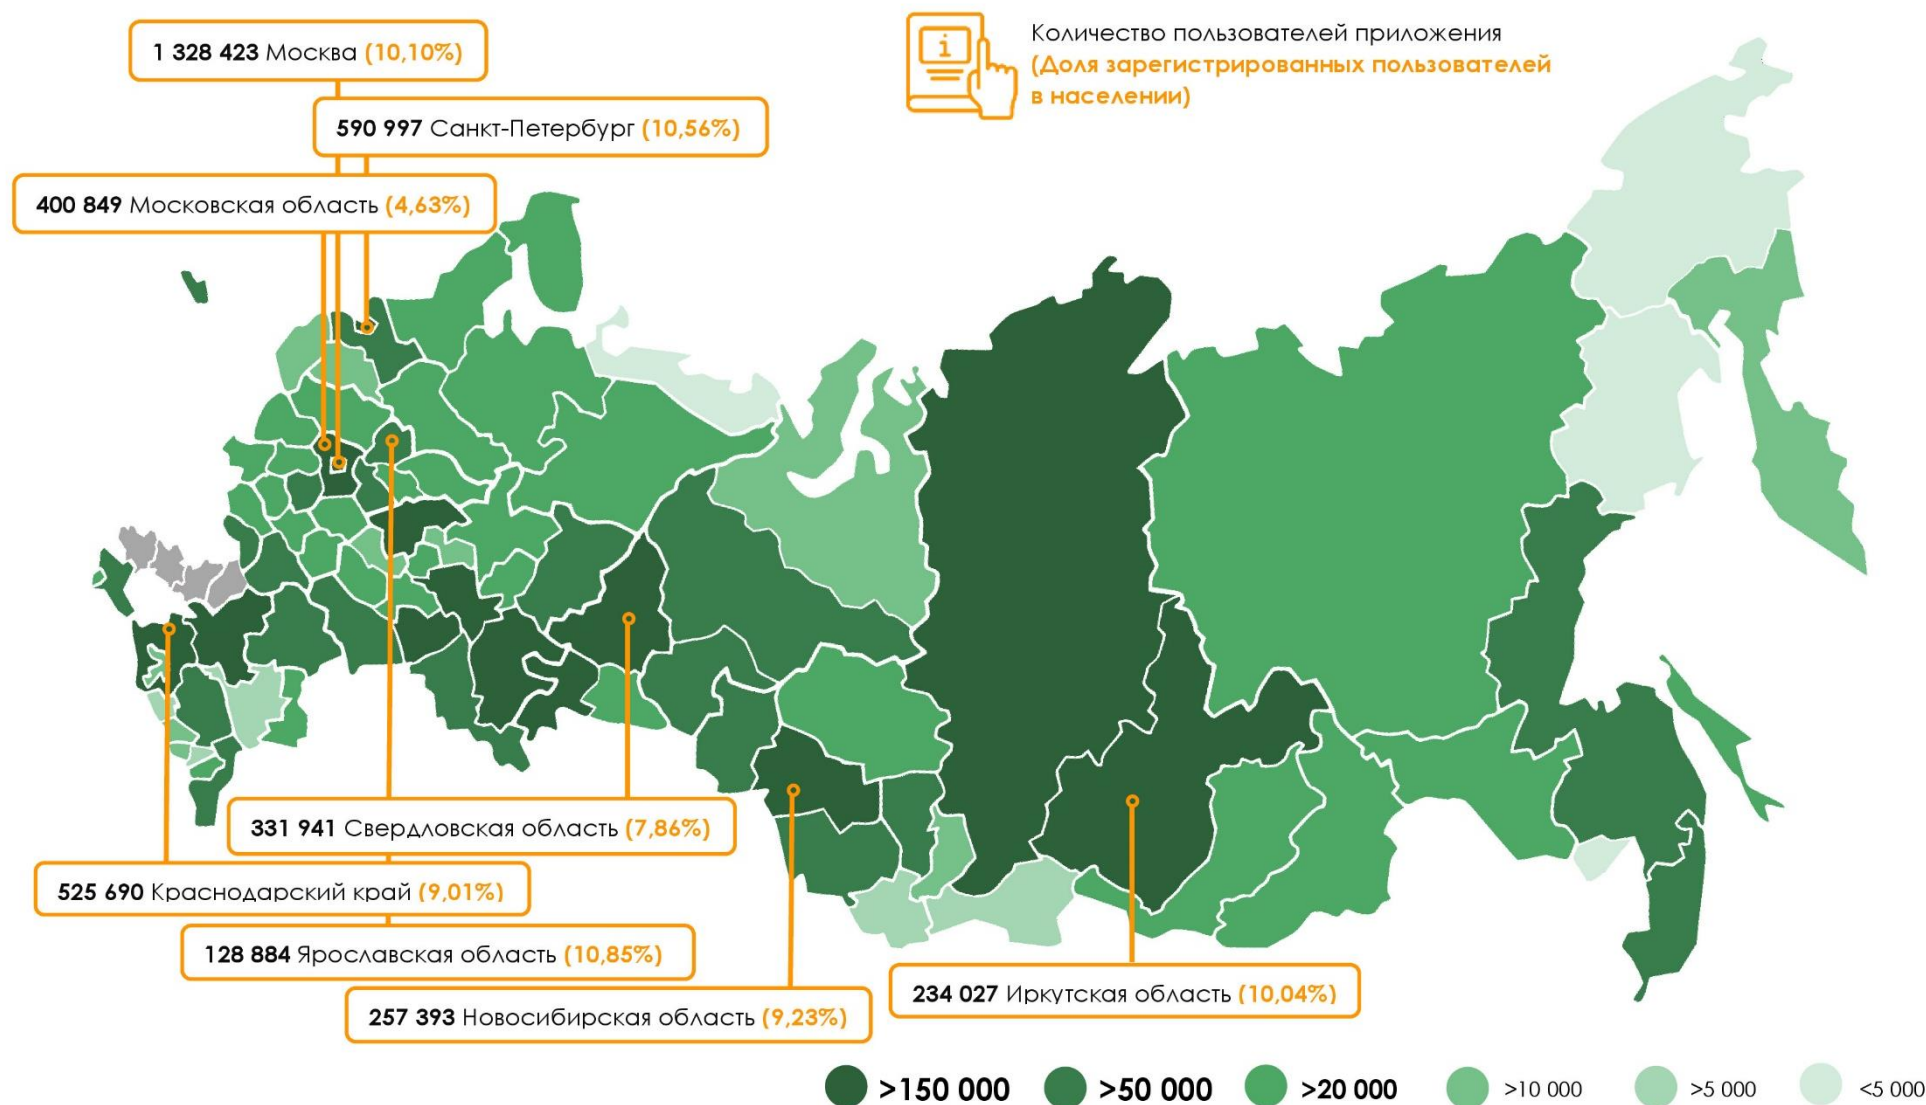 1 328 423 Москва (10,10%)
Количество пользователей приложения
(Доля зарегистрированных пользователей
в населении)
i
590 997 Санкт-Петербург (10,56%)
400 849 Московская область (4,63%)
331 941 Свердловская область (7,86%)
525 690 Краснодарский край (9,01%)
128 884 Ярославская область (10,85%)
257 393 Новосибирская область (9,23%)
234 027 Иркутская область (10,04%)
>150 000 >50 000 >20 000 >10 000 >5 000 <5 000